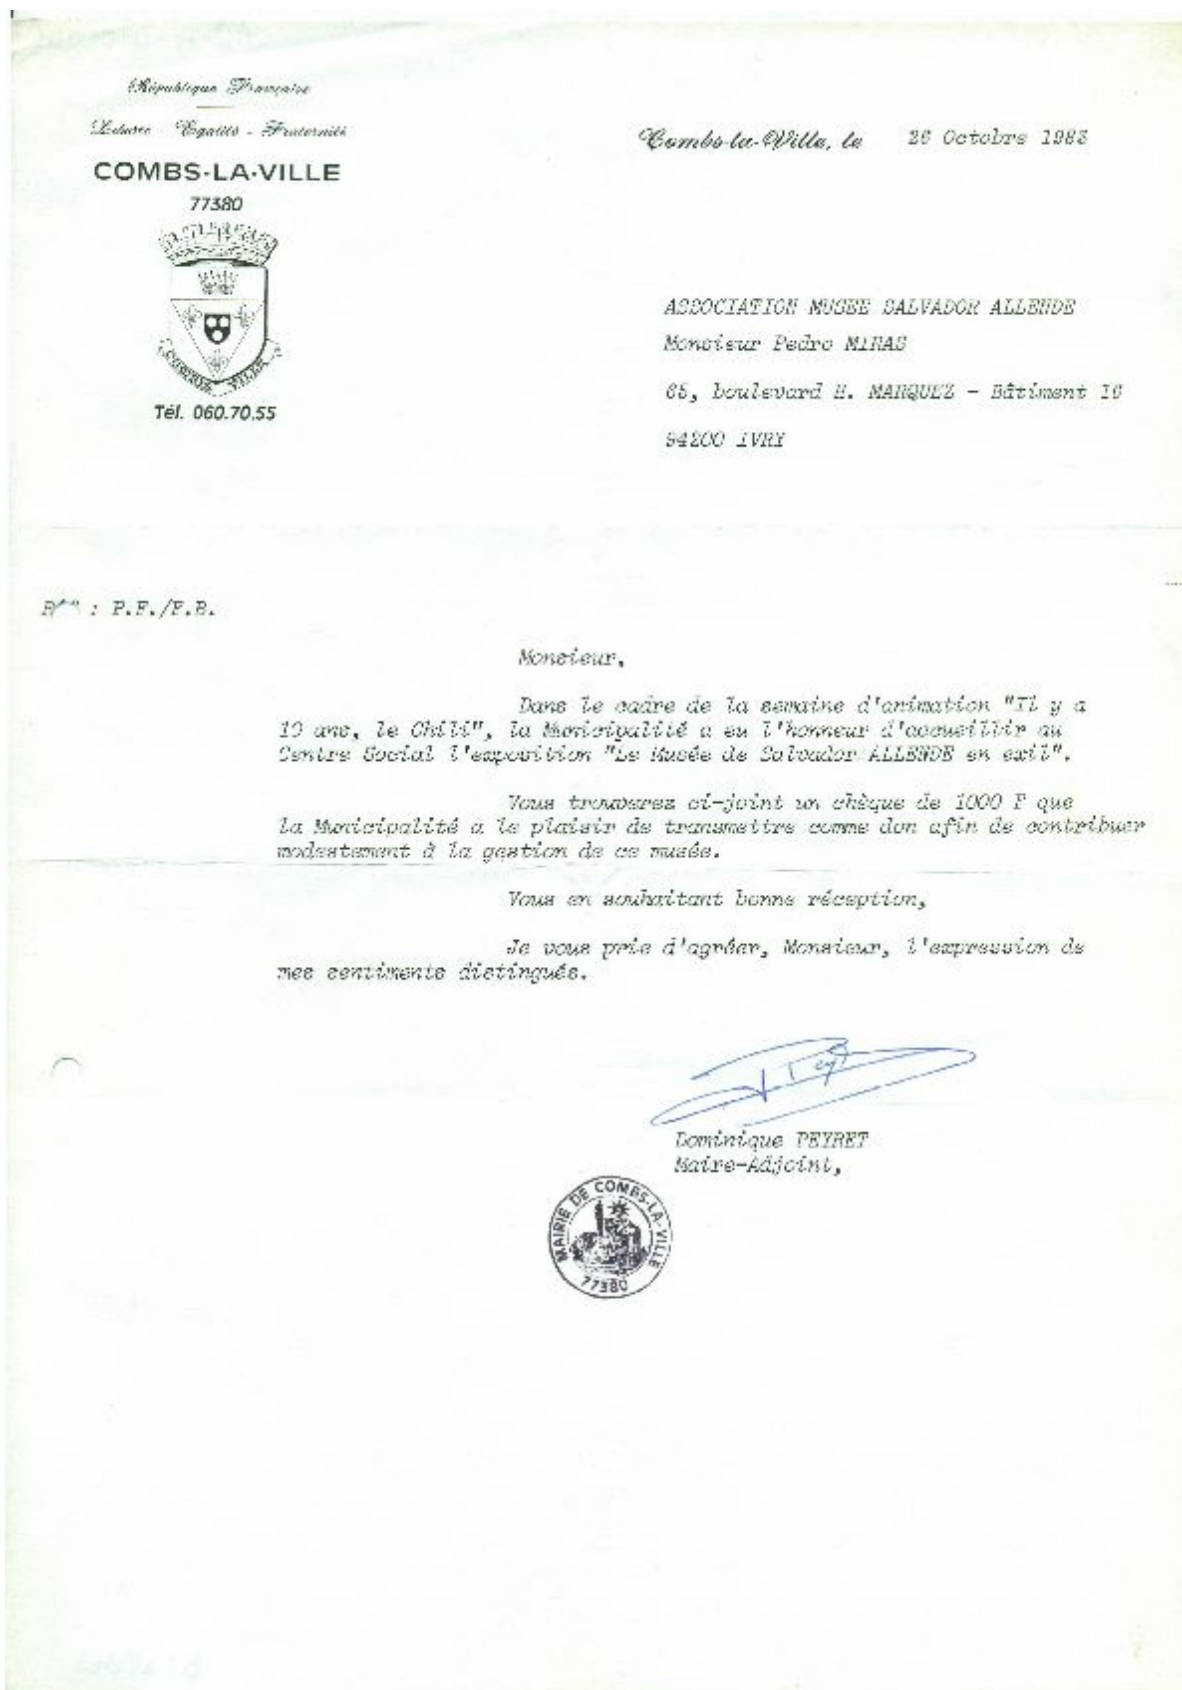 République Française
Liberté - Égalité - Fraternité
COMBS-LA-VILLE
77380
Tél. 060.70.55
Combs-la-Ville, le 26 Octobre 1983
ASSOCIATION MUSEE SALVADOR ALLENDE
Monsieur Pedro MIRAS
65, boulevard H. MARQUEZ - Bâtiment 16
94200 IVRY
: P.F./F.B.
Monsieur,
Dans le cadre de la semaine d'animation "Il y a
10 ans, le Chili", la Municipalité a eu l'honneur d'accueillir au
Centre Social l'exposition "Le Musée de Salvador ALLENDE en exil".
Vous trouverez ci-joint un chèque de 1000 F que
la Municipalité à le plaisir de transmettre comme don afin de contribuer
modestement à la gestion de ce musée.
Vous en souhaitant bonne réception,
Je vous prie d'agréer, Monsieur, l'expression de
mes sentiments distingués.
Dominique PEYRET
Maire-Adjoint,
MAIRIE DE COMBS-LA-VILLE
77380